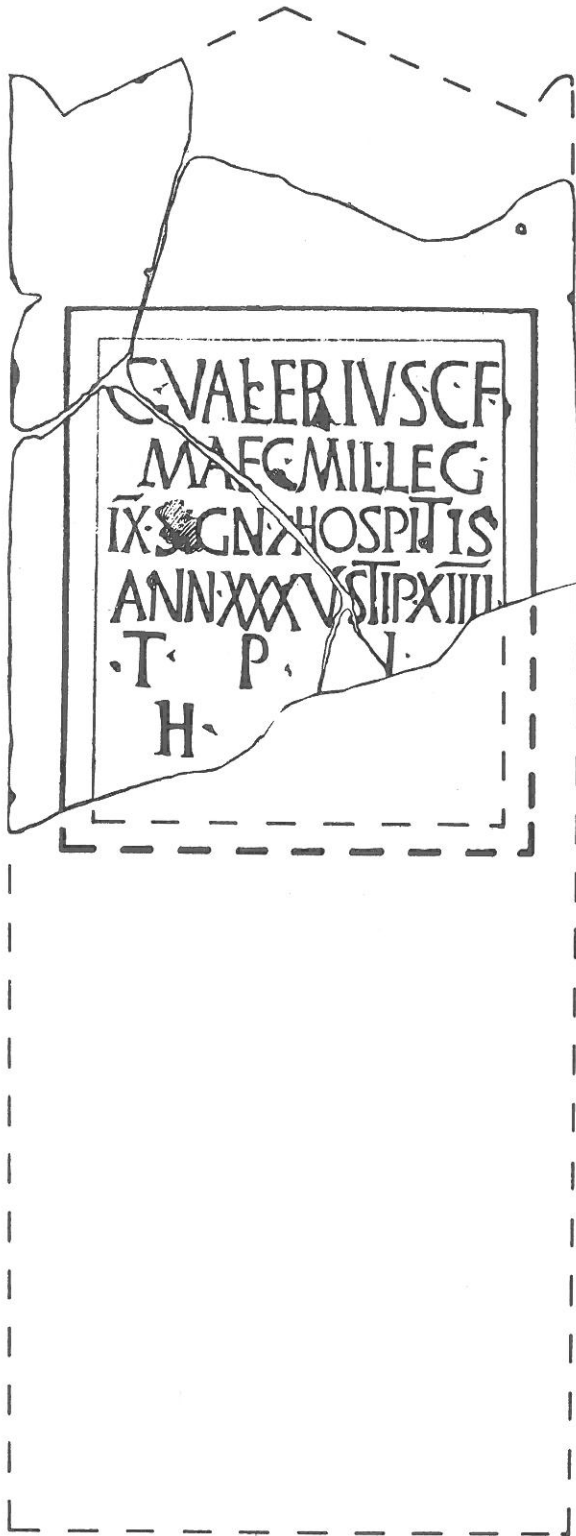 C·VALERIVS·C·F
MAEC·MIL·LEG·
IX·SIGN·>HOSPITIS
ANN·XXXV·STIP·XIIII
·T· P· 
H·